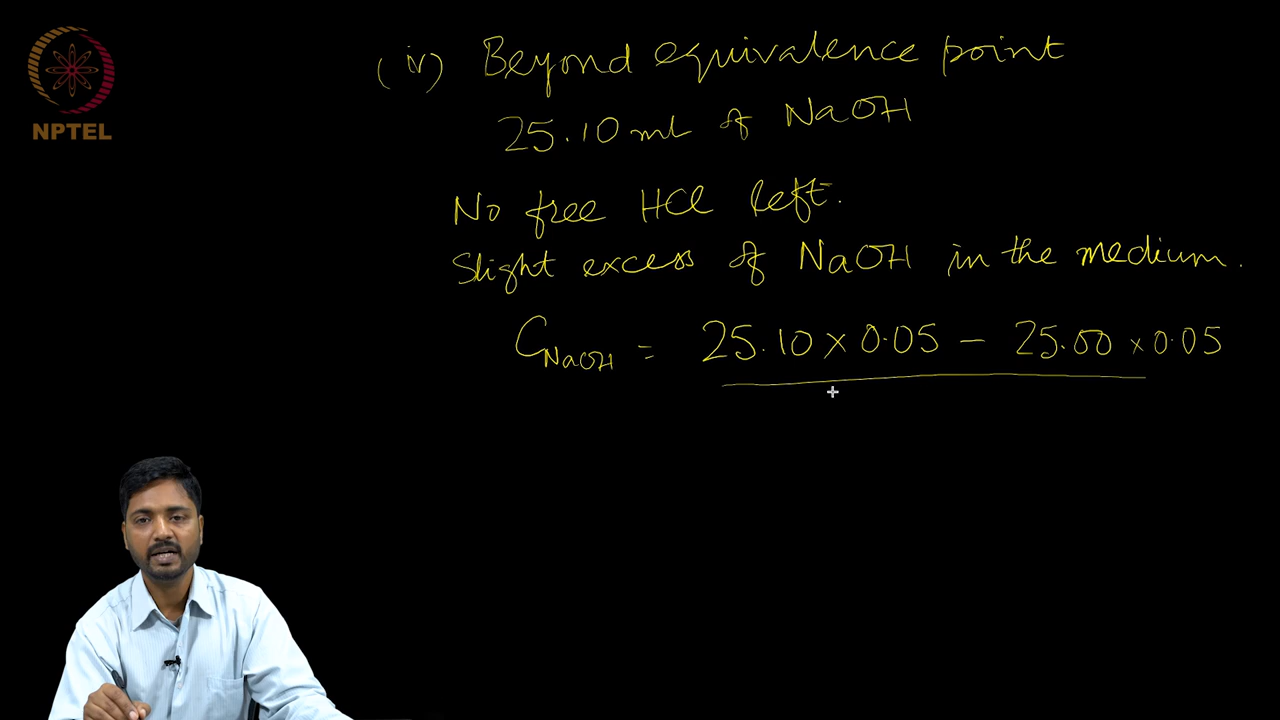 NPTEL
(iv) Beyond equivalence point
25.10 ml of NaOH
No free HCl left.
Slight excess of NaOH in the medium.
C NaOH = 25.10 × 0.05 – 25.00 × 0.05